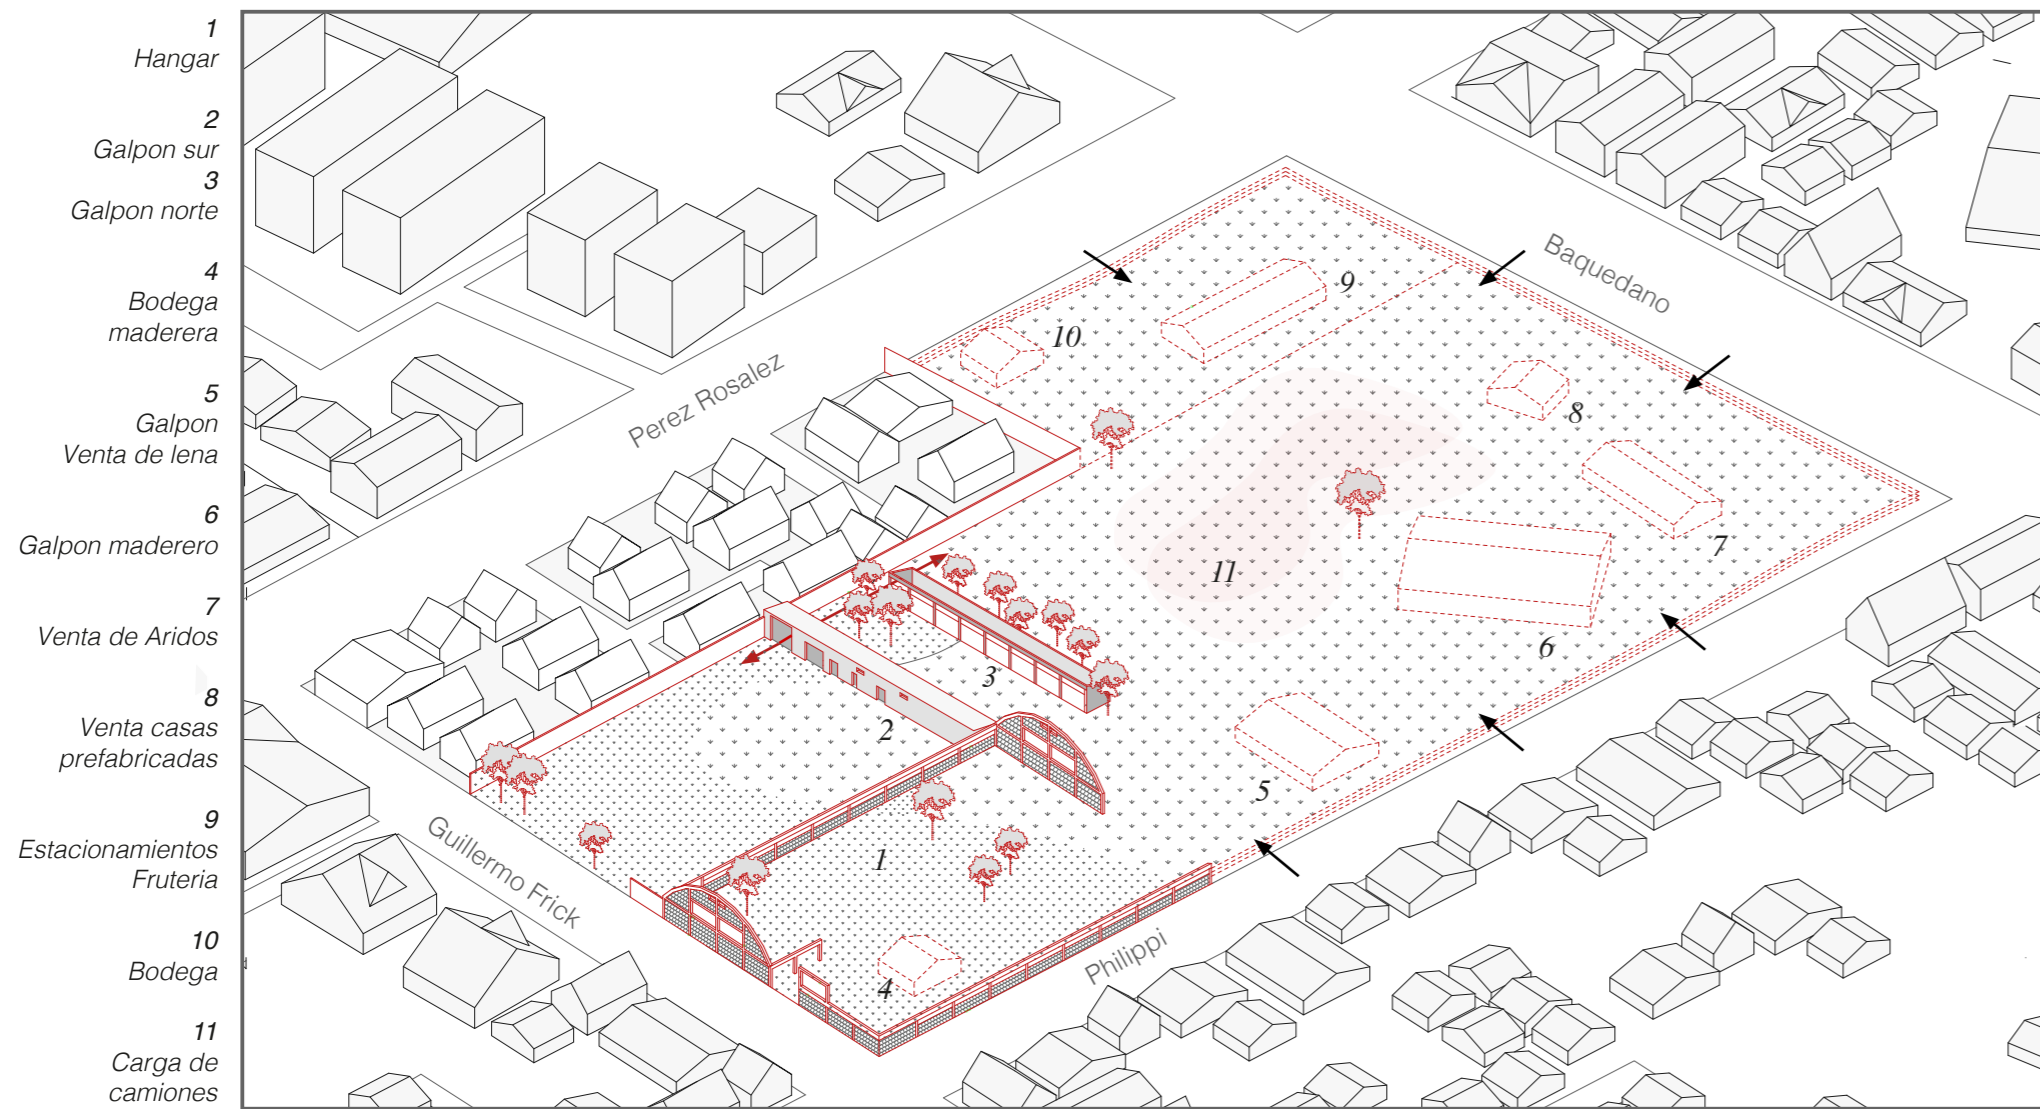 1
Hangar
2
Galpon sur
3
Galpon norte
4
Bodega
maderera
5
Galpon
Venta de lena
6
Galpon maderero
7
Venta de Aridos
8
Venta casas
prefabricadas
9
Estacionamientos
Fruteria
10
Bodega
11
Carga de
camiones
Baquedano
9
10
Perez Rosalez
8
7
11
6
3
2
5
Guillermo Frick
1
Philippi
4